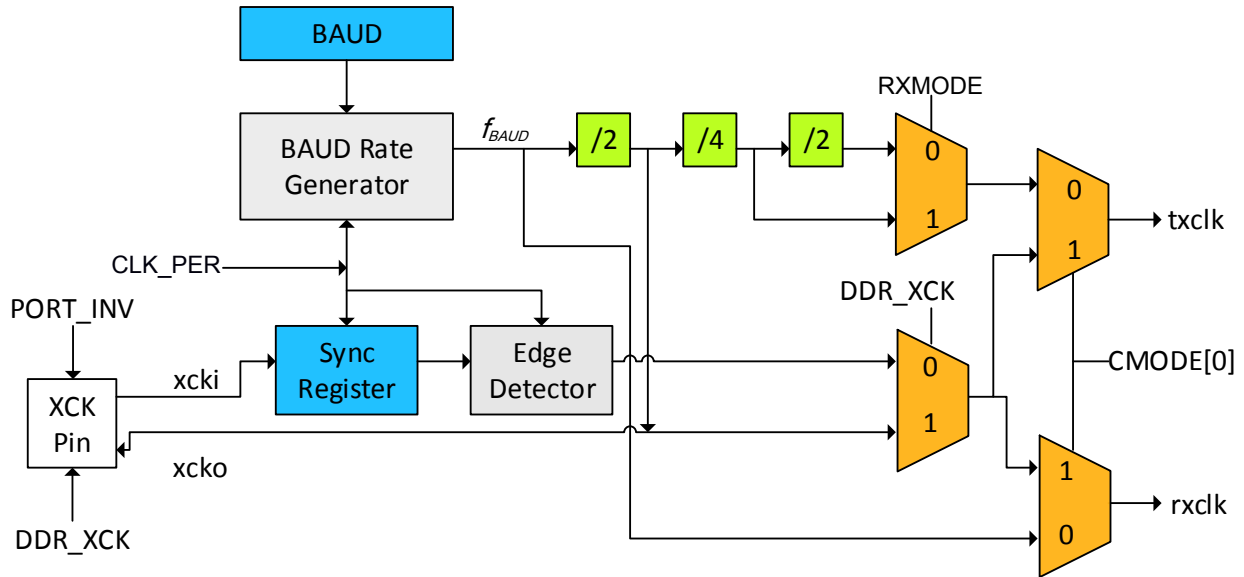 BAUD
RXMODE
BAUD Rate
Generator
fBAUD
/2
/4
/2
0
1
0
1
txclk
CLK_PER
PORT_INV
DDR_XCK
Sync
Register
Edge
Detector
0
1
CMODE[0]
xcki
XCK
Pin
xcko
DDR_XCK
1
0
rxclk